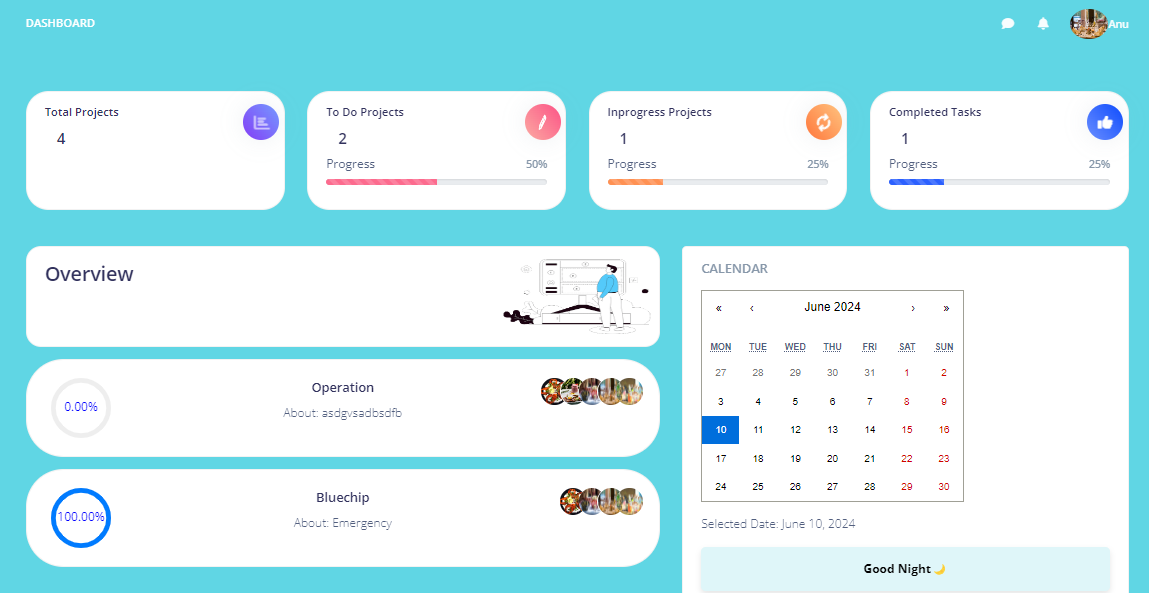 DASHBOARD
Anu
Total Projects
4
To Do Projects
2
Progress 50%
Inprogress Projects
1
Progress 25%
Completed Tasks
1
Progress 25%
Overview
0.00%
Operation
About: asdgvsadbsdfb
100.00%
Bluechip
About: Emergency
CALENDAR
« ‹ June 2024 › »
MON TUE WED THU FRI SAT SUN
27 28 29 30 31 1 2
3 4 5 6 7 8 9
10 11 12 13 14 15 16
17 18 19 20 21 22 23
24 25 26 27 28 29 30
Selected Date: June 10, 2024
Good Night🌙